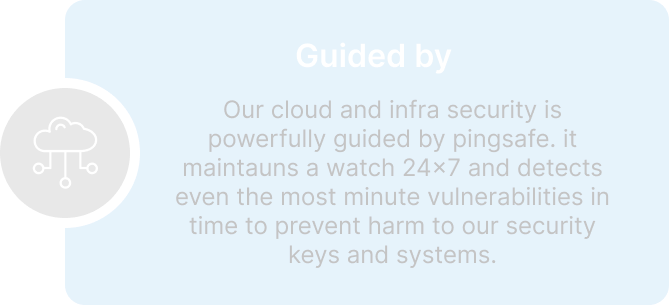 Guided by
Our cloud and infra security is
powerfully guided by pingsafe. it
maintauns a watch 24×7 and detects
even the most minute vulnerabilities in
time to prevent harm to our security
keys and systems.